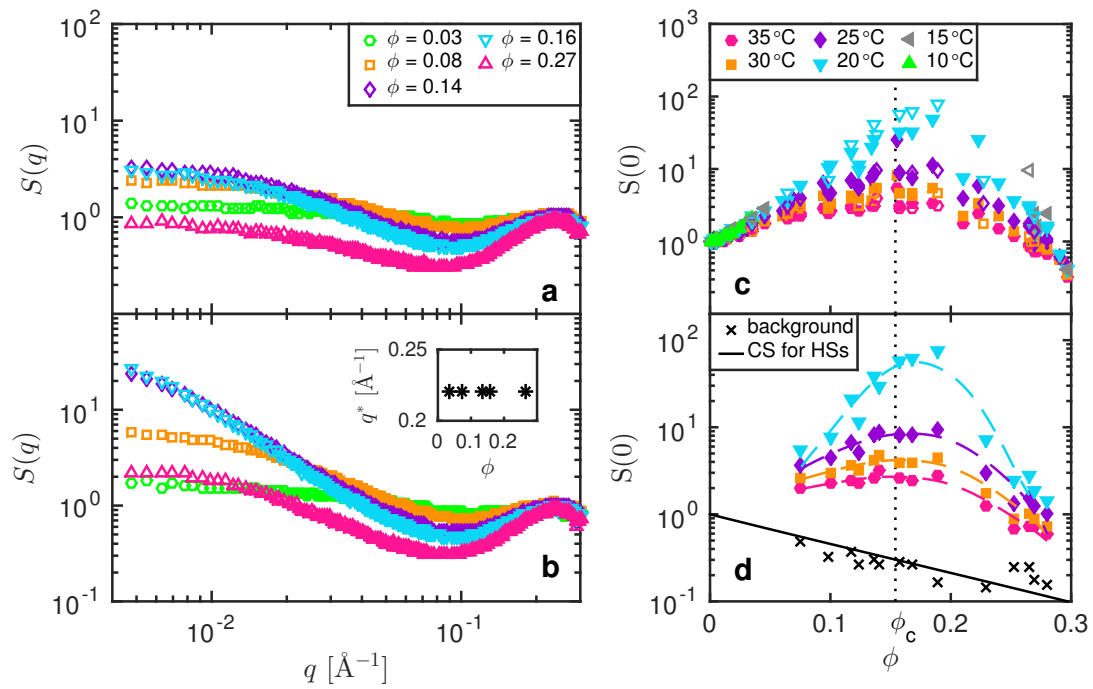 10^2
10^1
10^0
S(q)
ϕ = 0.03
ϕ = 0.08
ϕ = 0.14
ϕ = 0.16
ϕ = 0.27
a
10^1
10^0
10^-1
S(q)
10^-2
10^-1
q [Å^-1]
b
0.25
0.2
q* [Å^-1]
0
0.2
ϕ
10^3
10^2
10^1
10^0
S(0)
35 °C
30 °C
25 °C
20 °C
15 °C
10 °C
c
10^2
10^1
10^0
10^-1
S(0)
background
CS for HSs
d
0
0.1
ϕc
0.2
0.3
ϕ